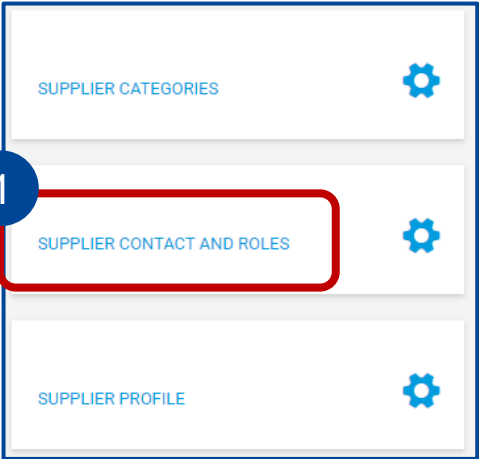 SUPPLIER CATEGORIES
1
SUPPLIER CONTACT AND ROLES
SUPPLIER PROFILE